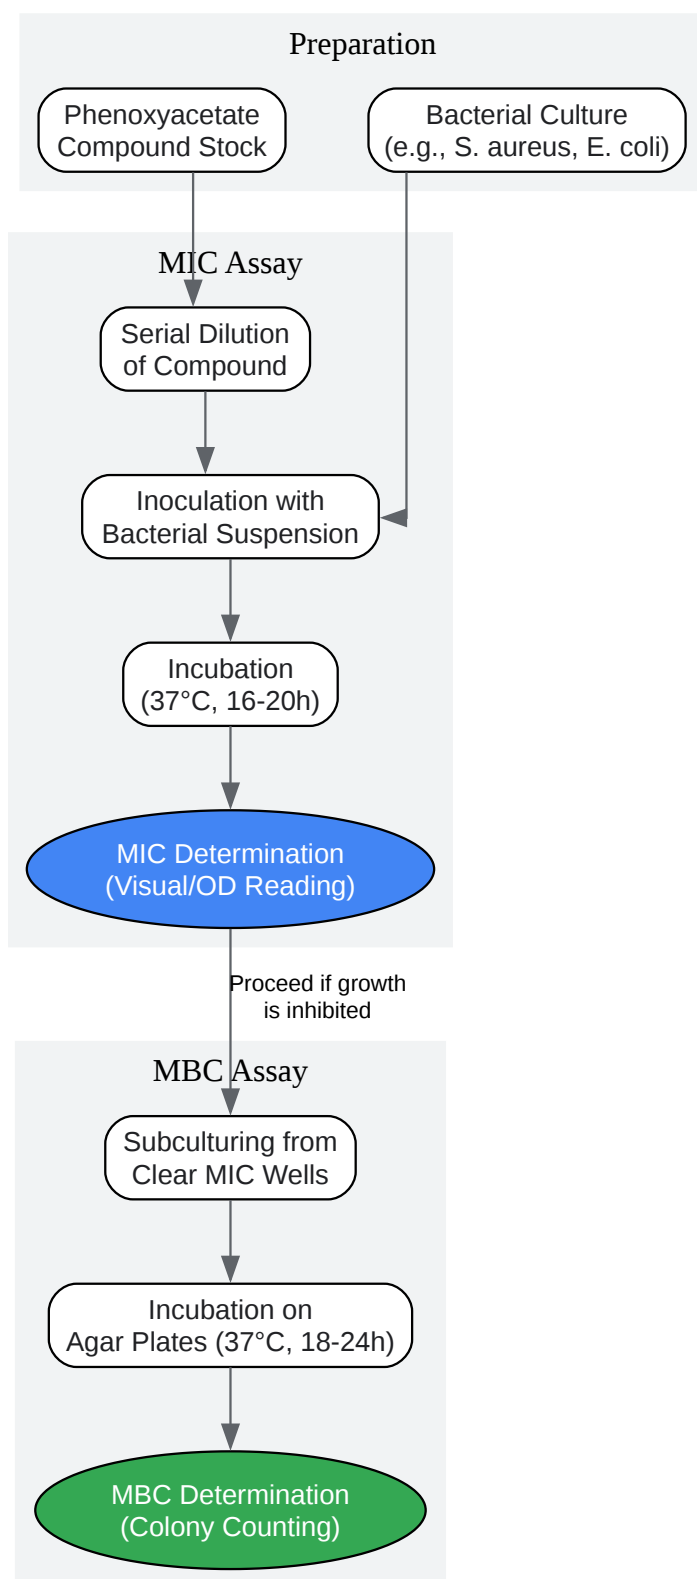 Preparation
Phenoxyacetate
Compound Stock
Bacterial Culture
(e.g., S. aureus, E. coli)
MIC Assay
Serial Dilution
of Compound
Inoculation with
Bacterial Suspension
Incubation
(37°C, 16-20h)
MIC Determination
(Visual/OD Reading)
Proceed if growth
is inhibited
MBC Assay
Subculturing from
Clear MIC Wells
Incubation on
Agar Plates (37°C, 18-24h)
MBC Determination
(Colony Counting)